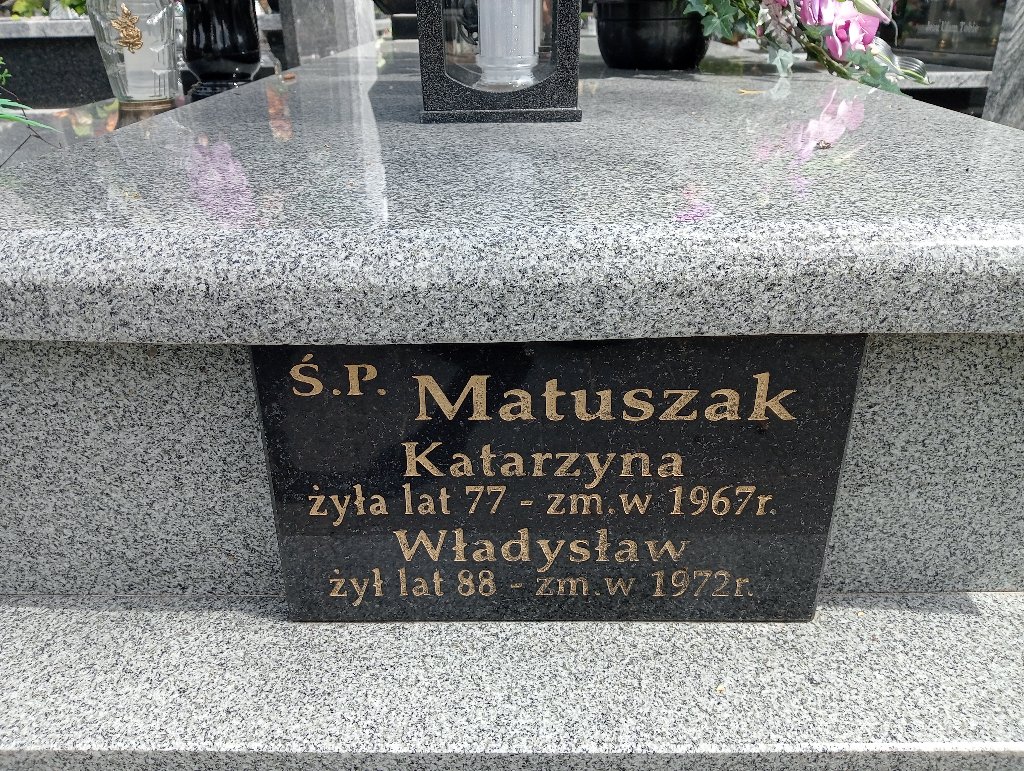 Ś.P. Matuszak
Katarzyna
żyła lat 77 - zm.w 1967r.
Władysław
żył lat 88 - zm.w 1972r.